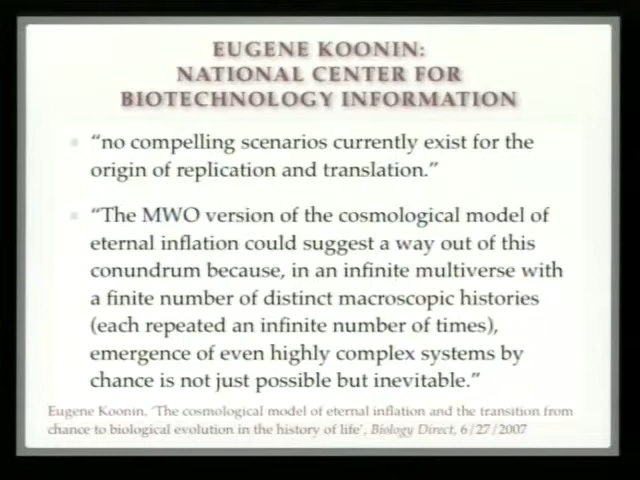 EUGENE KOONIN:
NATIONAL CENTER FOR
BIOTECHNOLOGY INFORMATION
“no compelling scenarios currently exist for the
origin of replication and translation.”
“The MWO version of the cosmological model of
eternal inflation could suggest a way out of this
conundrum because, in an infinite multiverse with
a finite number of distinct macroscopic histories
(each repeated an infinite number of times),
emergence of even highly complex systems by
chance is not just possible but inevitable.”
Eugene Koonin, ‘The cosmological model of eternal inflation and the transition from
chance to biological evolution in the history of life’, Biology Direct, 6/27/2007